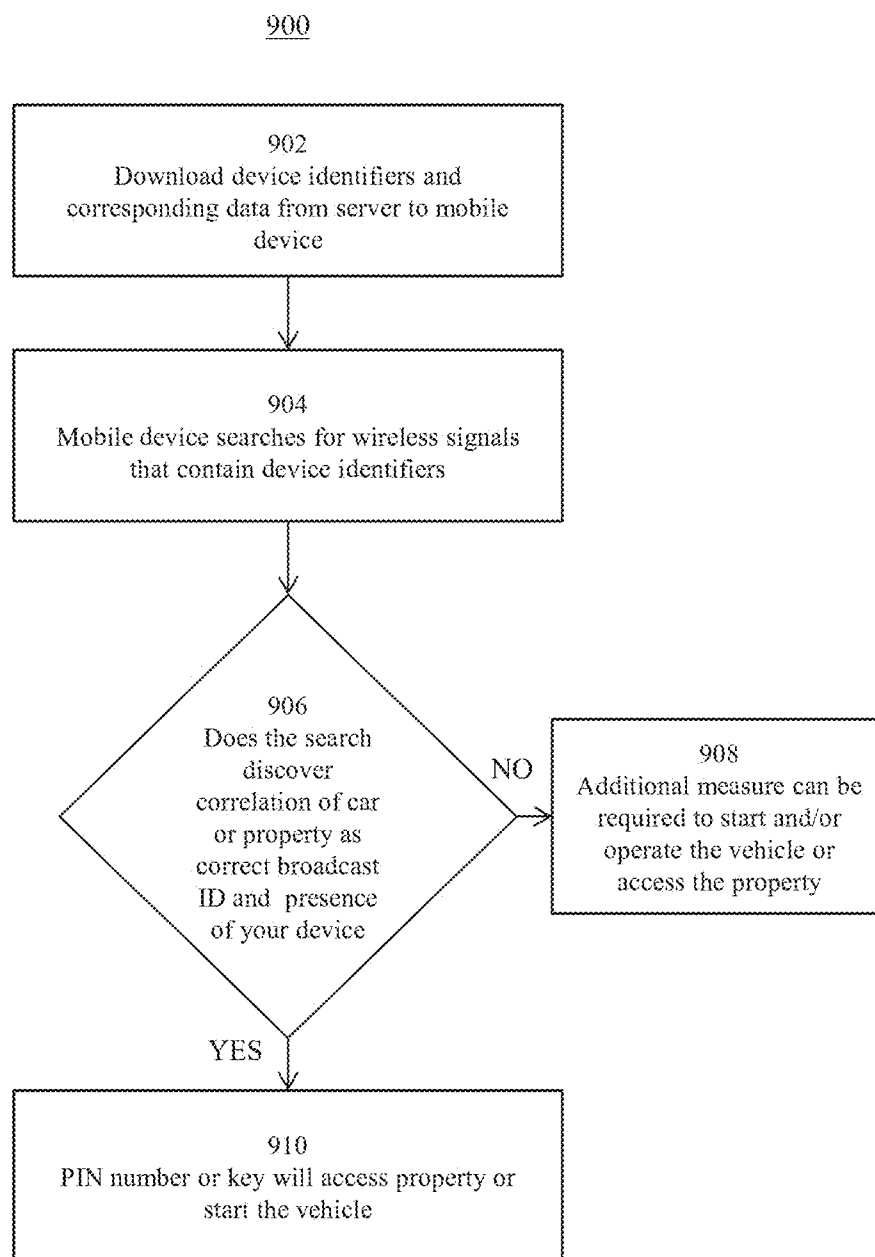 900
902
Download device identifiers and
corresponding data from server to mobile
device
904
Mobile device searches for wireless signals
that contain device identifiers
906
Does the search
discover
correlation of car
or property as
correct broadcast
ID and presence
of your device
NO
908
Additional measure can be
required to start and/or
operate the vehicle or
access the property
YES
910
PIN number or key will access property or
start the vehicle